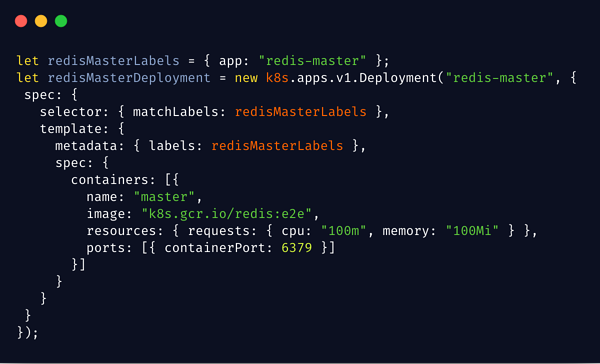 let redisMasterLabels = { app: "redis-master" };
let redisMasterDeployment = new k8s.apps.v1.Deployment("redis-master", {
 spec: {
   selector: { matchLabels: redisMasterLabels },
   template: {
     metadata: { labels: redisMasterLabels },
     spec: {
       containers: [{
         name: "master",
         image: "k8s.gcr.io/redis:e2e",
         resources: { requests: { cpu: "100m", memory: "100Mi" } },
         ports: [{ containerPort: 6379 }]
       }]
     }
   }
 }
});